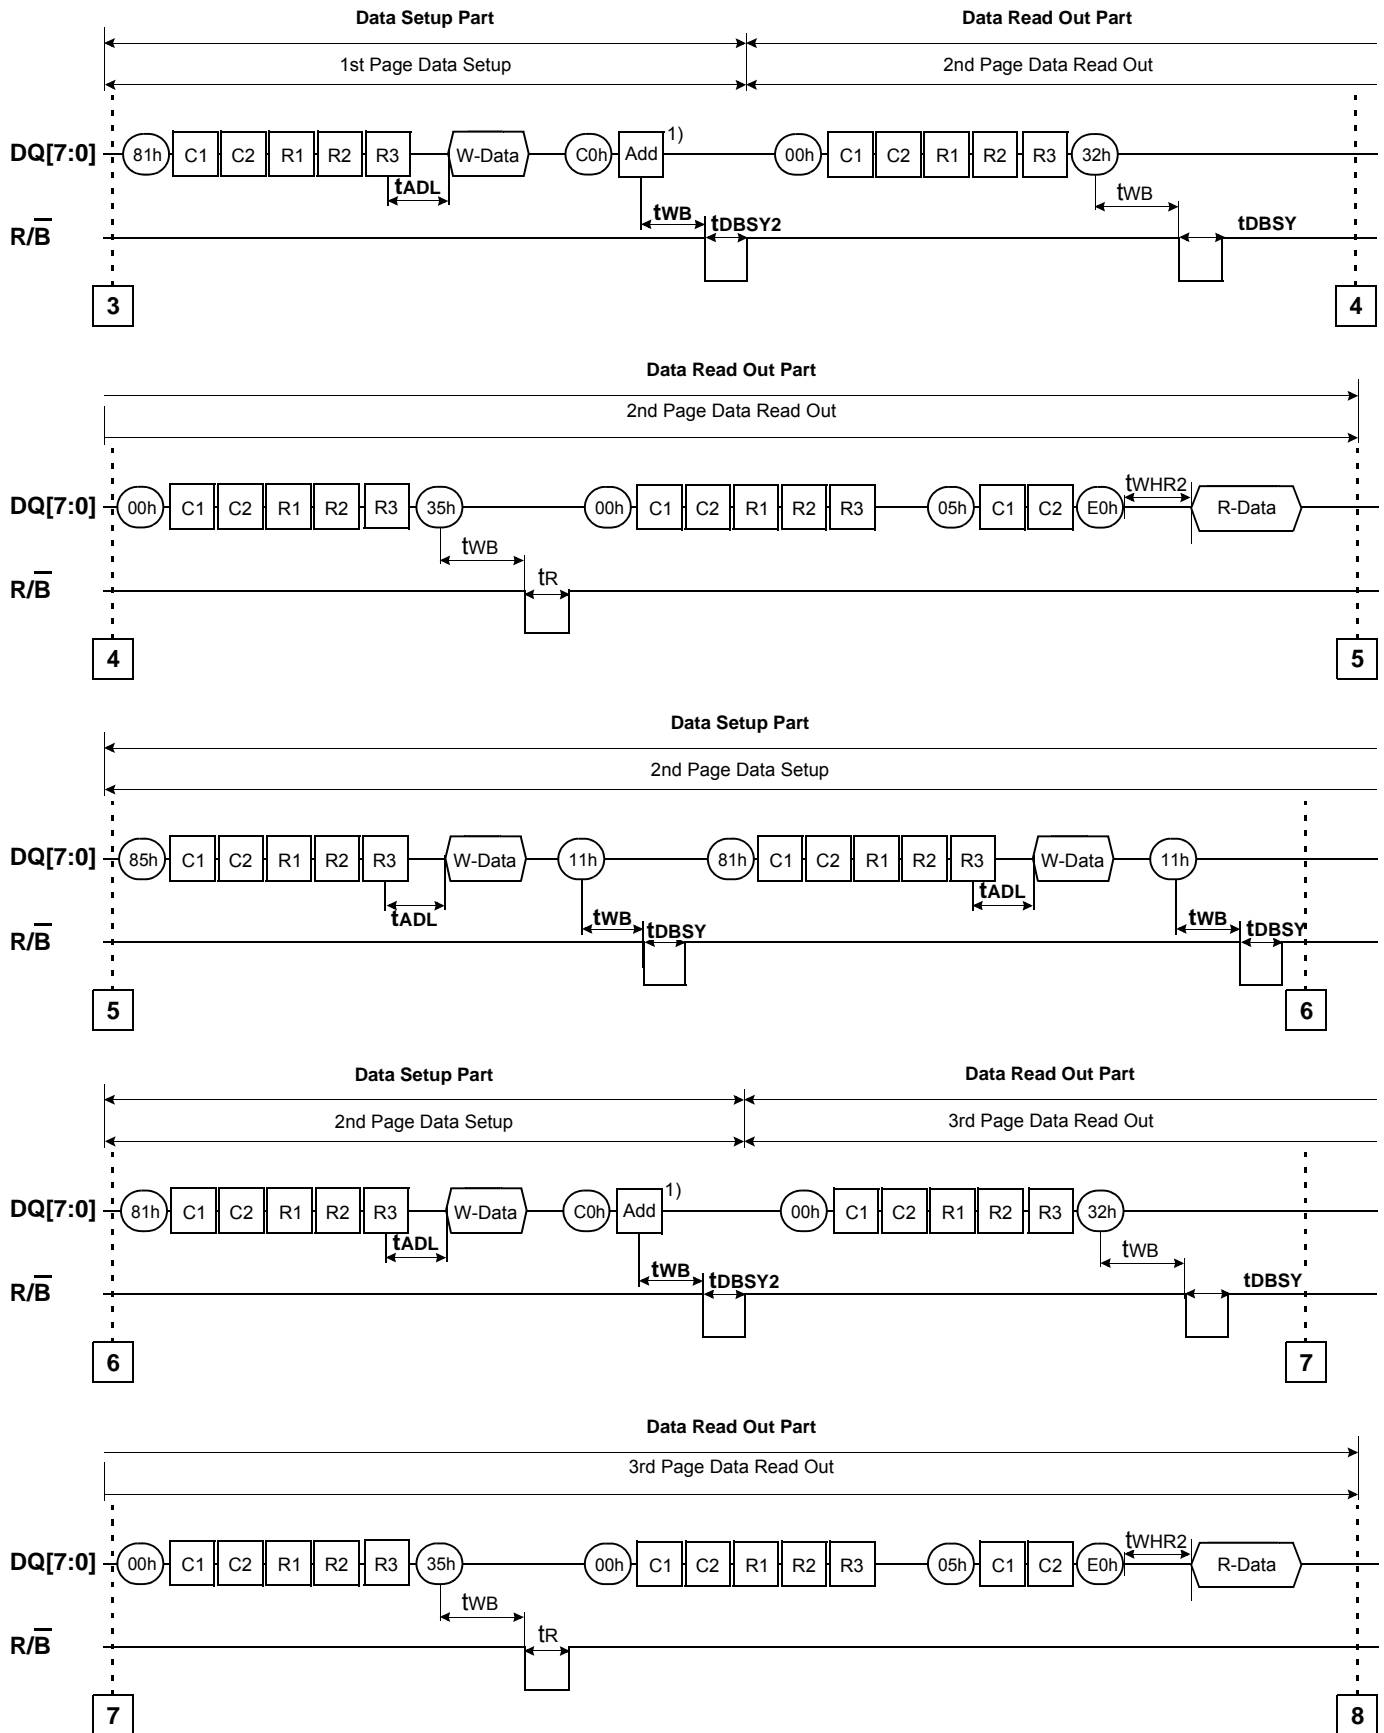 Data Setup Part Data Read Out Part
1st Page Data Setup 2nd Page Data Read Out
DQ[7:0] 81h C1 C2 R1 R2 R3 W-Data C0h Add 1) 00h C1 C2 R1 R2 R3 32h
tADL tWB tDBSY2 tWB tDBSY
R/B
3 4
Data Read Out Part
2nd Page Data Read Out
DQ[7:0] 00h C1 C2 R1 R2 R3 35h 00h C1 C2 R1 R2 R3 05h C1 C2 E0h tWHR2 R-Data
tWB tR
R/B
4 5
Data Setup Part
2nd Page Data Setup
DQ[7:0] 85h C1 C2 R1 R2 R3 W-Data 11h 81h C1 C2 R1 R2 R3 W-Data 11h
tADL tWB tDBSY tADL tWB tDBSY
R/B
5 6
Data Setup Part Data Read Out Part
2nd Page Data Setup 3rd Page Data Read Out
DQ[7:0] 81h C1 C2 R1 R2 R3 W-Data C0h Add 1) 00h C1 C2 R1 R2 R3 32h
tADL tWB tDBSY2 tWB tDBSY
R/B
6 7
Data Read Out Part
3rd Page Data Read Out
DQ[7:0] 00h C1 C2 R1 R2 R3 35h 00h C1 C2 R1 R2 R3 05h C1 C2 E0h tWHR2 R-Data
tWB tR
R/B
7 8